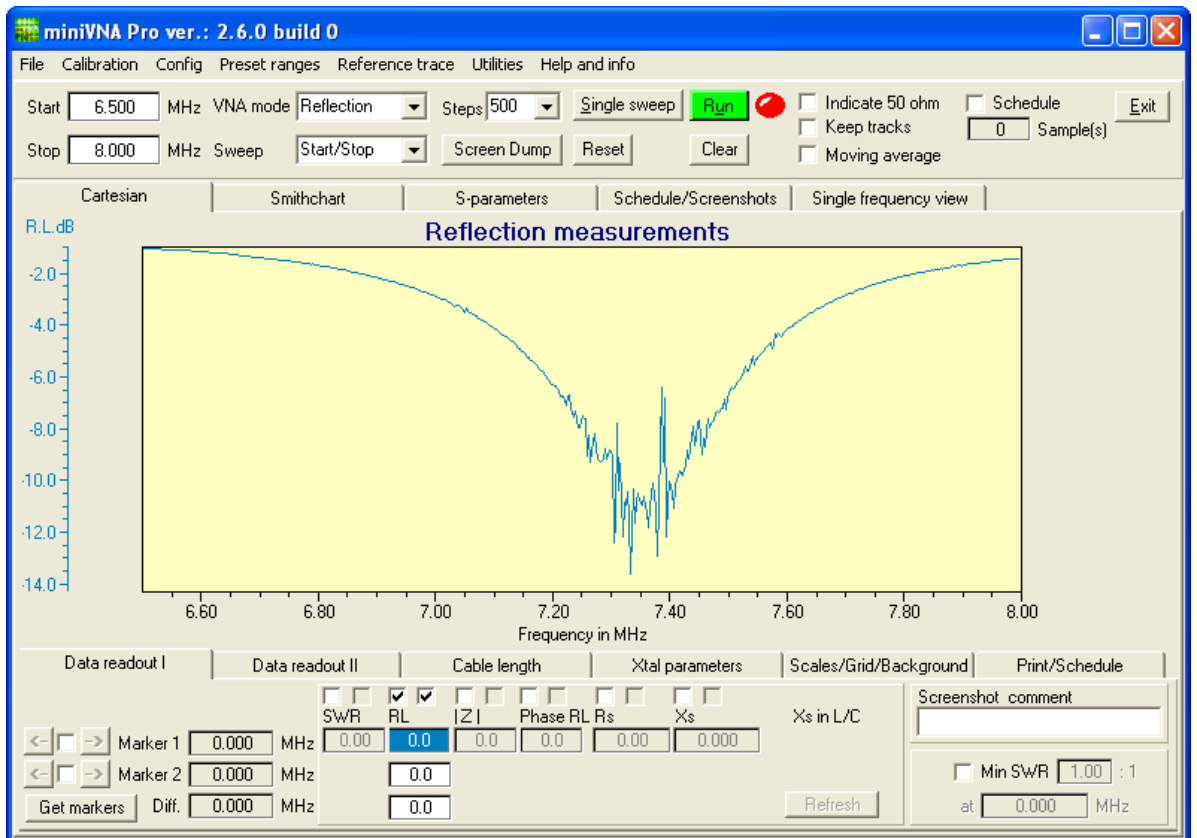 miniVNA Pro ver.: 2.6.0 build 0
File Calibration Config Preset ranges Reference trace Utilities Help and info
Start 6.500 MHz VNA mode Reflection Steps 500 Single sweep Run Indicate 50 ohm Schedule Exit
Keep tracks 0 Sample(s)
Stop 8.000 MHz Sweep Start/Stop Screen Dump Reset Clear Moving average
Cartesian Smithchart S-parameters Schedule/Screenshots Single frequency view
R.L.dB Reflection measurements
-2.0
-4.0
-6.0
-8.0
-10.0
-12.0
-14.0
6.60 6.80 7.00 7.20 7.40 7.60 7.80 8.00
Frequency in MHz
Data readout I Data readout II Cable length Xtal parameters Scales/Grid/Background Print/Schedule
Screenshot comment
SWR RL |Z| Phase RL Rs Xs Xs in L/C
<- -> Marker 1 0.000 MHz 0.00 0.0 0.0 0.0 0.00 0.000
<- -> Marker 2 0.000 MHz 0.0 Min SWR 1.00 : 1
Get markers Diff. 0.000 MHz 0.0 Refresh at 0.000 MHz